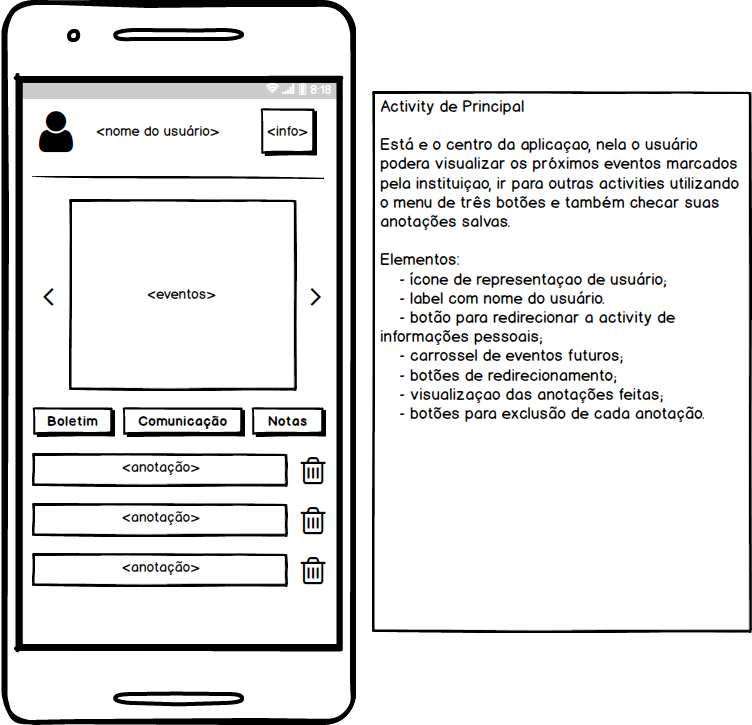 8:18
<nome do usuário>
<info>
<eventos>
Boletim
Comunicação
Notas
<anotação>
<anotação>
<anotação>
Activity de Principal
Está e o centro da aplicaçao, nela o usuário
podera visualizar os próximos eventos marcados
pela instituiçao, ir para outras activities utilizando
o menu de três botões e também checar suas
anotações salvas.
Elementos:
- ícone de representaçao de usuário;
- label com nome do usuário.
- botão para redirecionar a activity de
informações pessoais;
- carrossel de eventos futuros;
- botões de redirecionamento;
- visualizaçao das anotações feitas;
- botões para exclusão de cada anotação.